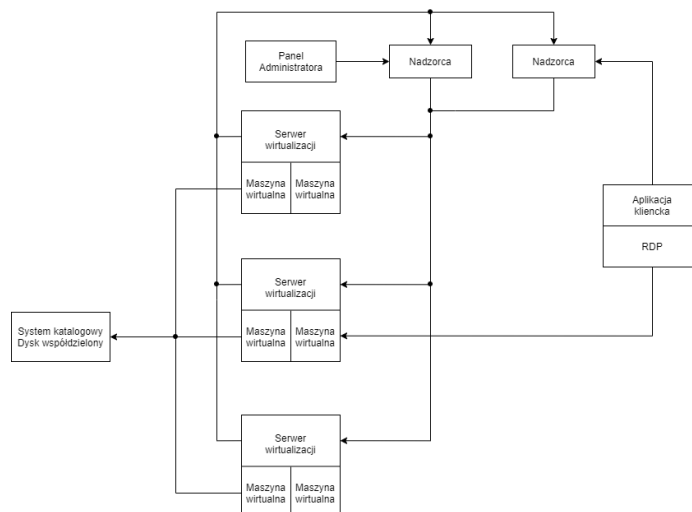 Panel
Administratora
Nadzorca
Nadzorca
Serwer
wirtualizacji
Maszyna
wirtualna
Maszyna
wirtualna
Aplikacja
kliencka
RDP
Serwer
wirtualizacji
Maszyna
wirtualna
Maszyna
wirtualna
System katalogowy
Dysk współdzielony
Serwer
wirtualizacji
Maszyna
wirtualna
Maszyna
wirtualna